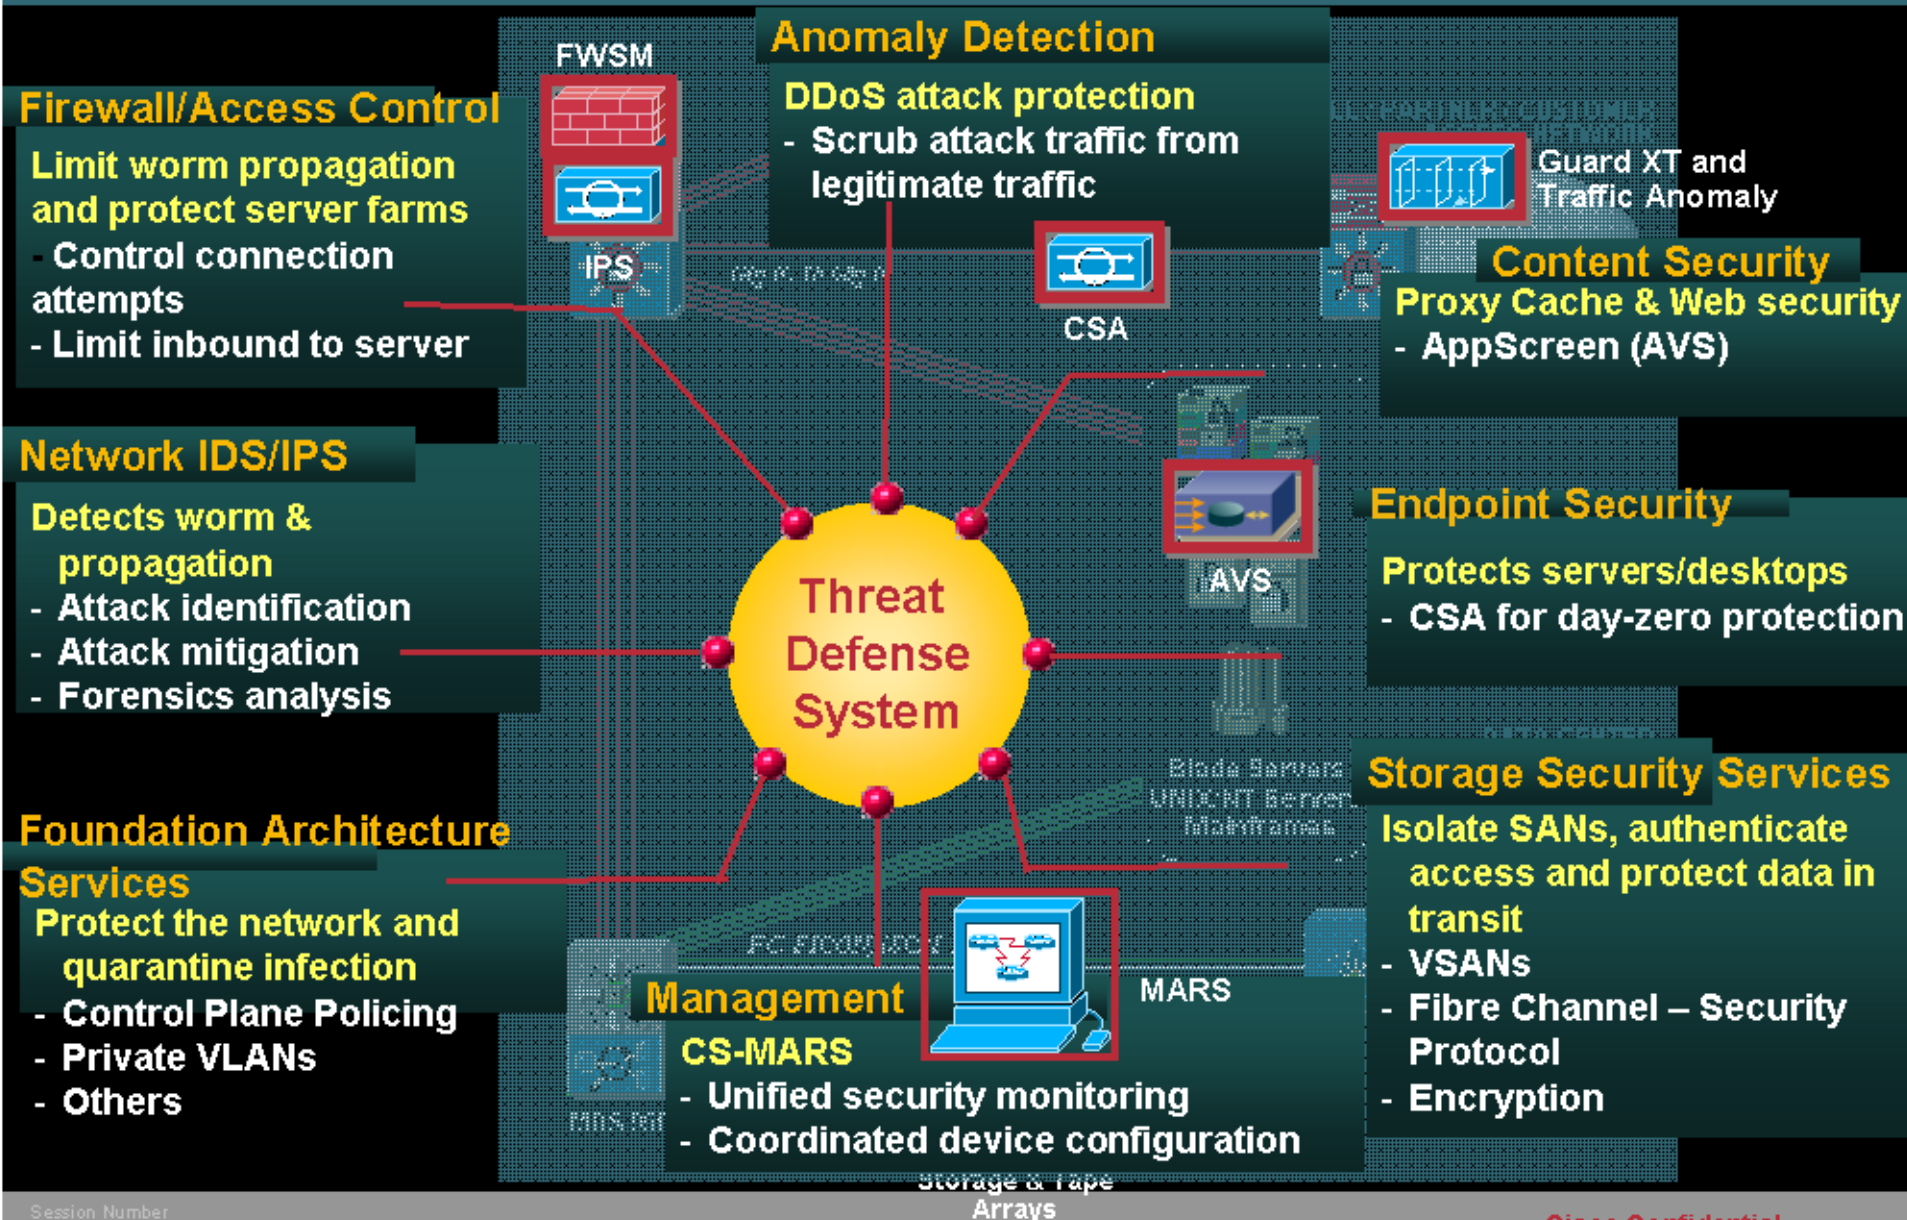 FWSM
IPS
Firewall/Access Control
Limit worm propagation
and protect server farms
- Control connection
attempts
- Limit inbound to server
Anomaly Detection
DDoS attack protection
- Scrub attack traffic from
legitimate traffic
CSA
Guard XT and
Traffic Anomaly
Content Security
Proxy Cache & Web security
- AppScreen (AVS)
Network IDS/IPS
Detects worm &
propagation
- Attack identification
- Attack mitigation
- Forensics analysis
Threat
Defense
System
AVS
Endpoint Security
Protects servers/desktops
- CSA for day-zero protection
Blade Servers
Mainframes
Foundation Architecture
Services
Protect the network and
quarantine infection
- Control Plane Policing
- Private VLANs
- Others
Management
MARS
CS-MARS
- Unified security monitoring
- Coordinated device configuration
Storage Security Services
Isolate SANs, authenticate
access and protect data in
transit
- VSANs
- Fibre Channel – Security
Protocol
- Encryption
Storage & Tape
Arrays
Session Number
Cisco Confidential